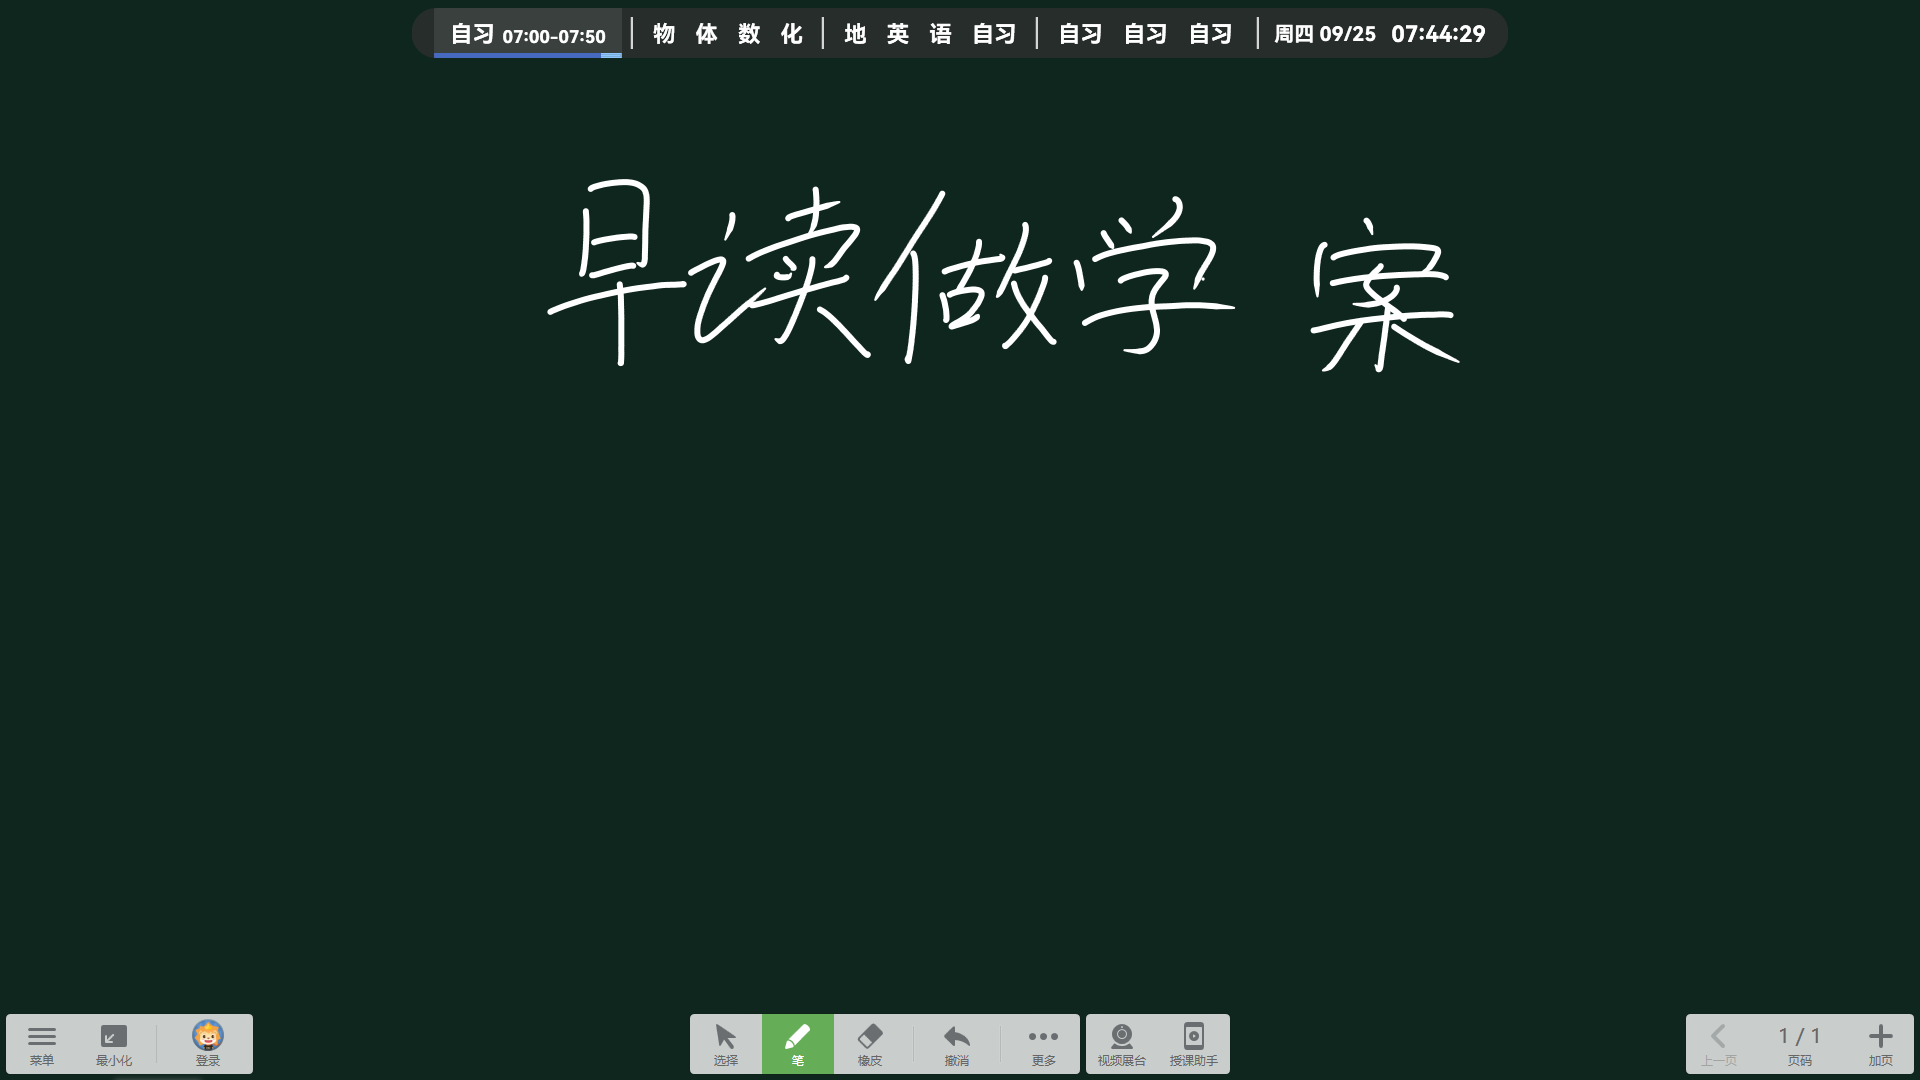 自习 07:00-07:50 | 物 体 数 化 | 地 英 语 自习 | 自习 自习 自习 | 周四 09/25 07:44:29
早读做学案
菜单 最小化 登录 选择 笔 橡皮 撤消 更多 视频展台 授课助手 上一页 1 / 1 页码 加页